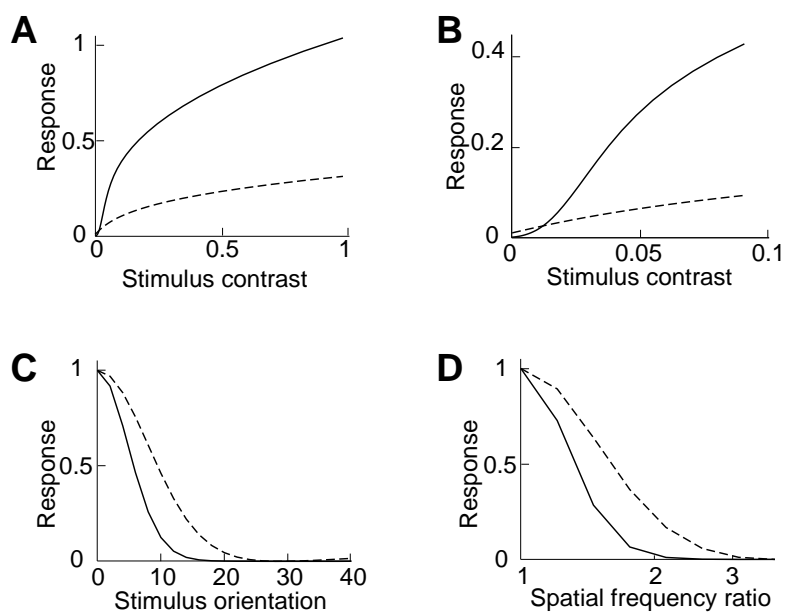 A
Response
1
0.5
0
0 0.5 1
Stimulus contrast
B
Response
0.4
0.2
0
0 0.05 0.1
Stimulus contrast
C
Response
1
0.5
0
0 10 20 30 40
Stimulus orientation
D
Response
1
0.5
0
1 2 3
Spatial frequency ratio